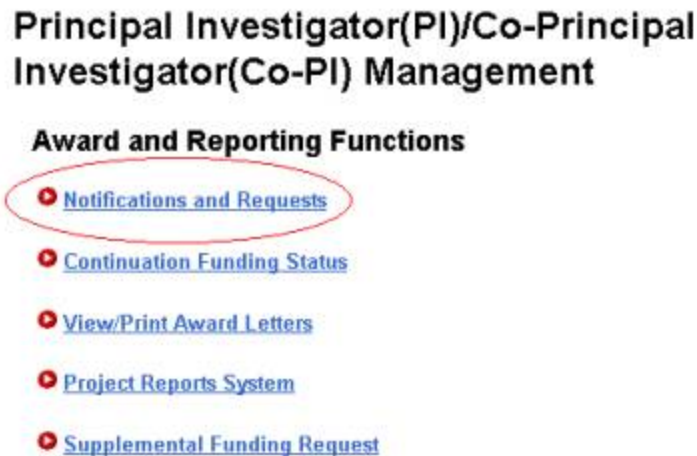 Principal Investigator(PI)/Co-Principal
Investigator(Co-PI) Management
Award and Reporting Functions
Notifications and Requests
Continuation Funding Status
View/Print Award Letters
Project Reports System
Supplemental Funding Request